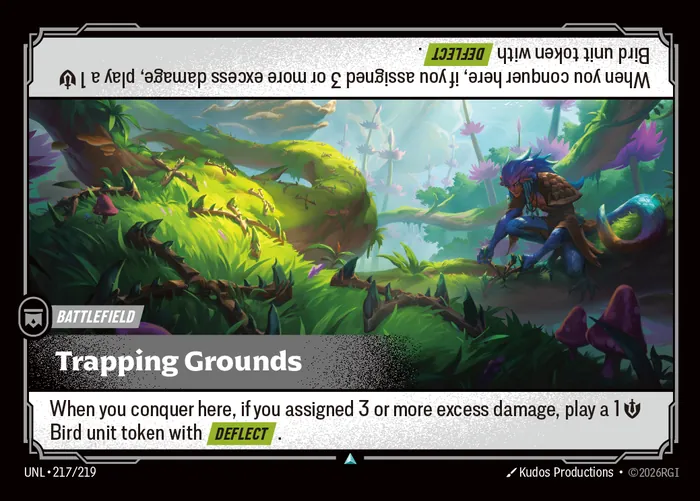 When you conquer here, if you assigned 3 or more excess damage, play a 1
Bird unit token with DEFLECT .
BATTLEFIELD
Trapping Grounds
When you conquer here, if you assigned 3 or more excess damage, play a 1
Bird unit token with DEFLECT .
UNL • 217/219
Kudos Productions • ©2026RGI